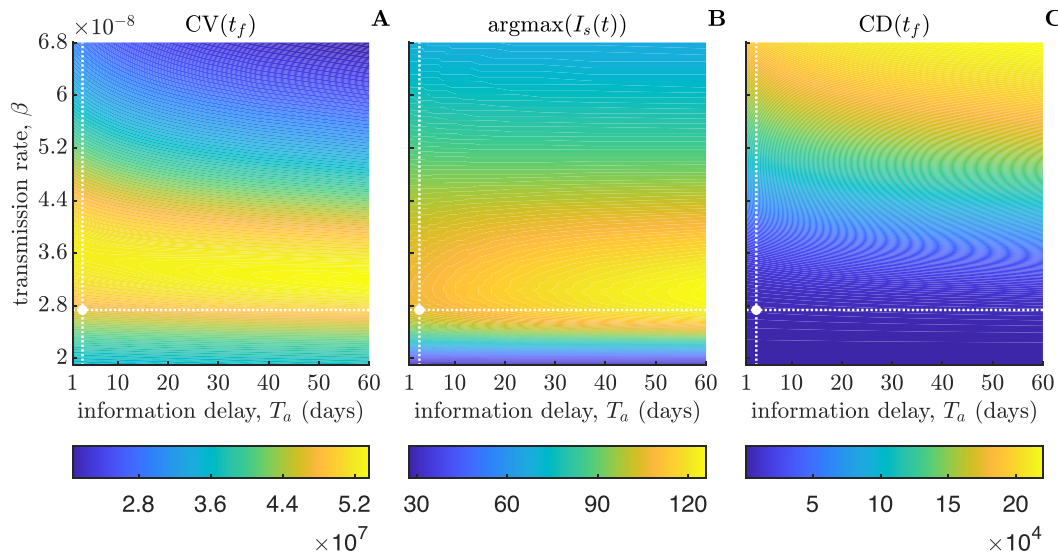 ×10⁻⁸
CV(t_f)
A
argmax(I_s(t))
B
CD(t_f)
C
transmission rate, β
6.8
6
5.2
4.4
3.6
2.8
2
1 10 20 30 40 50 60
1 10 20 30 40 50 60
1 10 20 30 40 50 60
information delay, T_a (days)
information delay, T_a (days)
information delay, T_a (days)
2.8 3.6 4.4 5.2
×10⁷
30 60 90 120
5 10 15 20
×10⁴